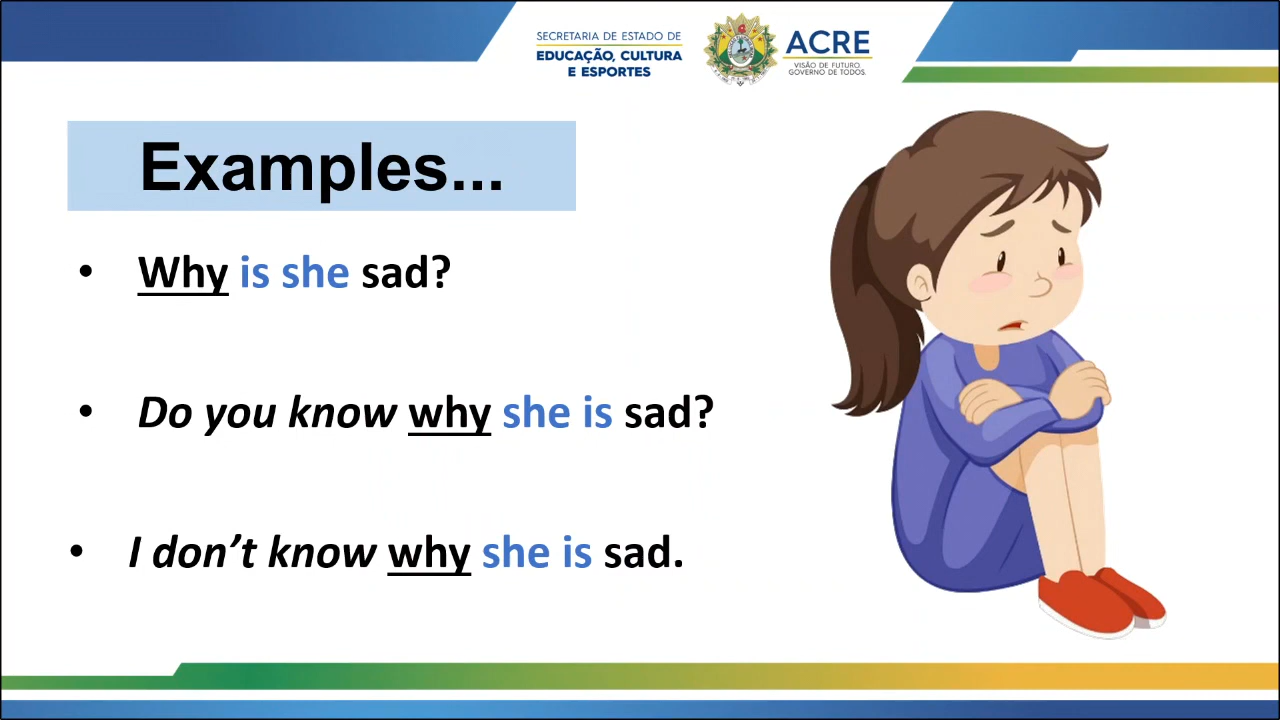 SECRETARIA DE ESTADO DE
EDUCAÇÃO, CULTURA
E ESPORTES
ACRE
VISÃO DE FUTURO
GOVERNO DE TODOS.
Examples...
• Why is she sad?
• Do you know why she is sad?
• I don’t know why she is sad.